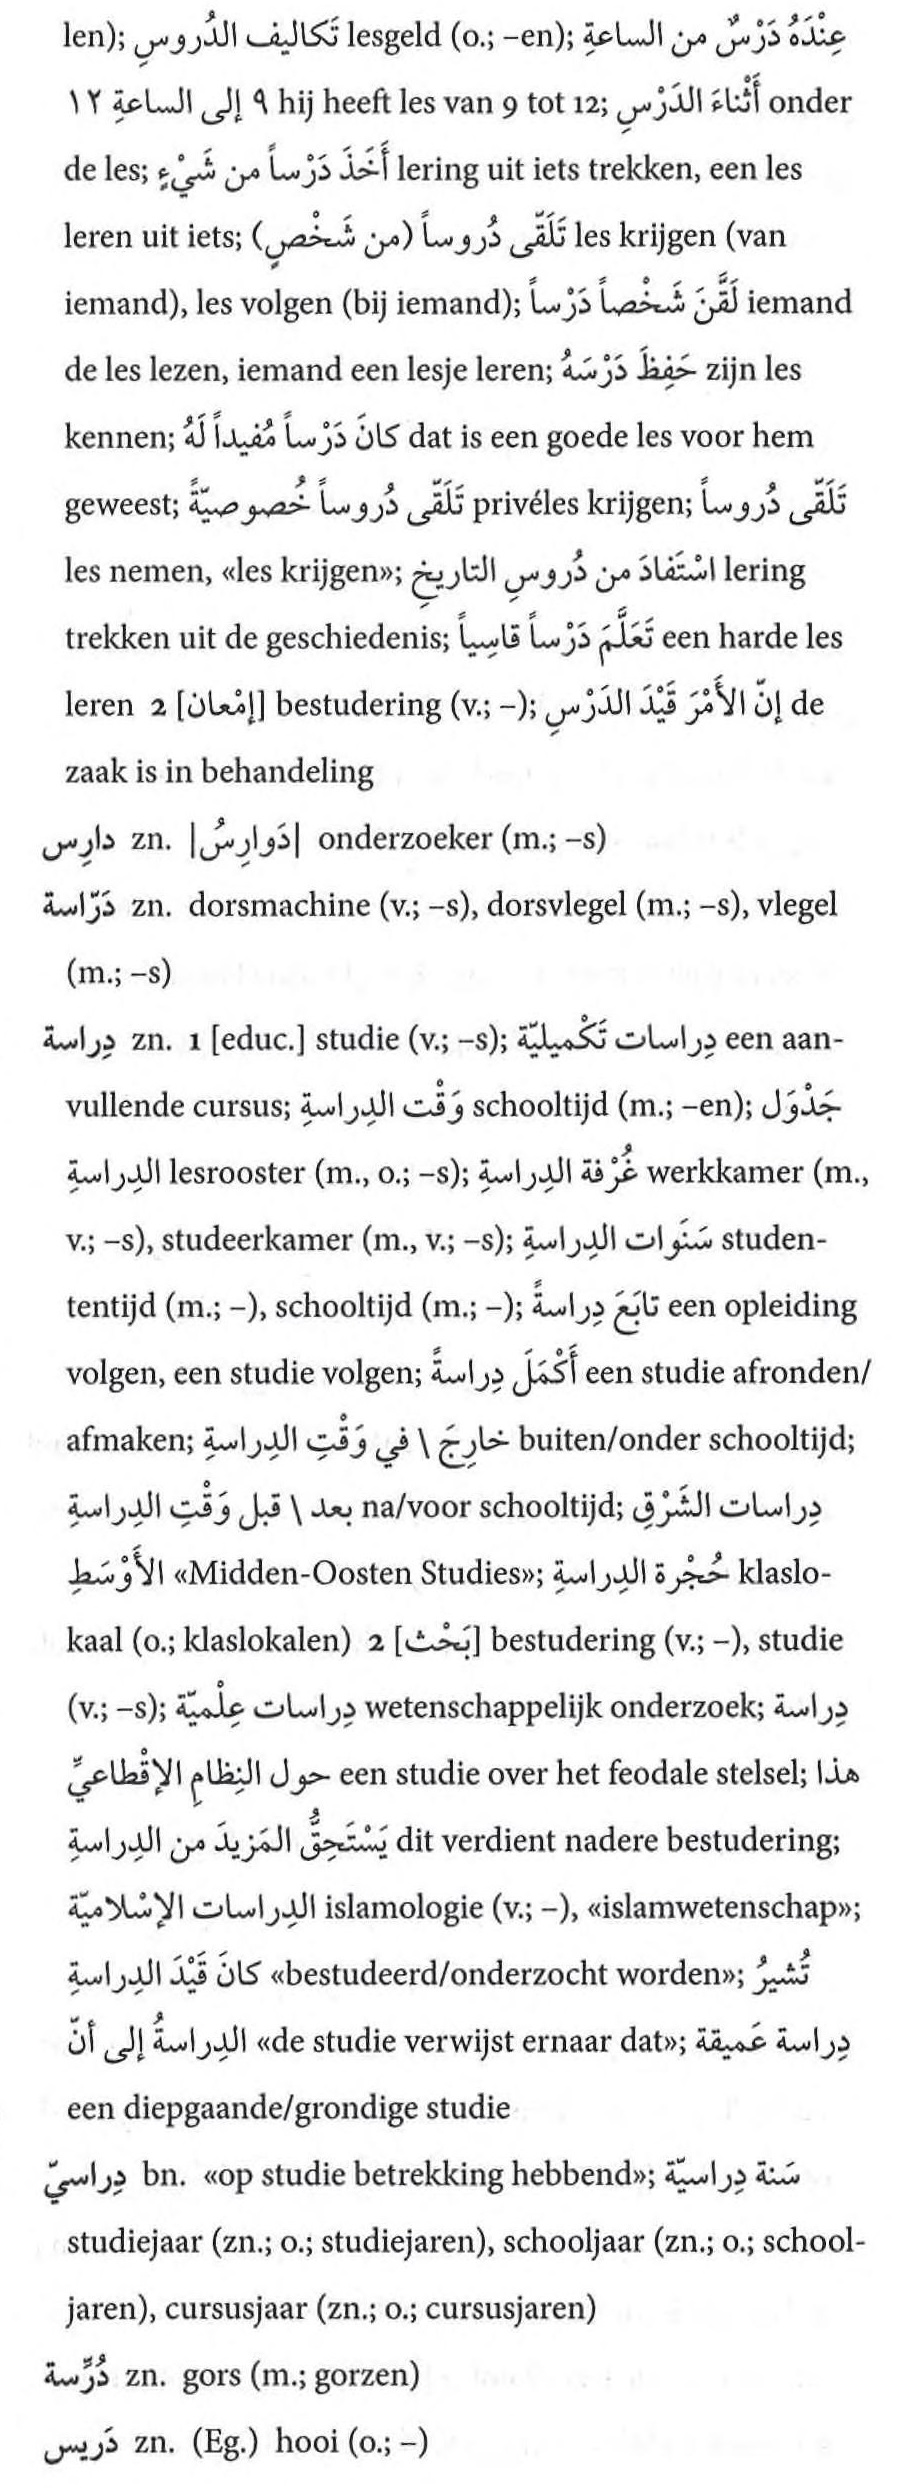 len); تَكاليف الدُروسِ lesgeld (o.; –en); عِنْدَهُ دَرْسٌ من الساعةِ
٩ إلى الساعةِ ١٢ hij heeft les van 9 tot 12; أَثْناءَ الدَرْسِ onder
de les; أَخَذَ دَرْساً من شَيْءٍ lering uit iets trekken, een les
leren uit iets; تَلَقّى دُروساً (من شَخْصٍ) les krijgen (van
iemand), les volgen (bij iemand); لَقَّنَ شَخْصاً دَرْساً iemand
de les lezen, iemand een lesje leren; حَفِظَ دَرْسَهُ zijn les
kennen; كانَ دَرْساً مُفيداً لَهُ dat is een goede les voor hem
geweest; تَلَقّى دُروساً خُصوصيّةً privéles krijgen; تَلَقّى دُروساً
les nemen, «les krijgen»; اسْتَفادَ من دُروسِ التاريخِ lering
trekken uit de geschiedenis; تَعَلَّمَ دَرْساً قاسِياً een harde les
leren 2 [إمْعان] bestudering (v.; –); إنّ الأَمْرَ قَيْدَ الدَرْسِ de
zaak is in behandeling
دارِس zn. |دَوارِسُ| onderzoeker (m.; –s)
دَرّاسة zn. dorsmachine (v.; –s), dorsvlegel (m.; –s), vlegel
(m.; –s)
دِراسة zn. 1 [educ.] studie (v.; –s); دِراسات تَكْميليّة een aan-
vullende cursus; وَقْت الدِراسةِ schooltijd (m.; –en); جَدْوَل
الدِراسةِ lesrooster (m., o.; –s); غُرْفة الدِراسةِ werkkamer (m.,
v.; –s), studeerkamer (m., v.; –s); سَنَوات الدِراسةِ studen-
tentijd (m.; –), schooltijd (m.; –); تابَعَ دِراسةً een opleiding
volgen, een studie volgen; أَكْمَلَ دِراسةً een studie afronden/
afmaken; خارِجَ \ في وَقْتِ الدِراسةِ buiten/onder schooltijd;
بعد \ قبل وَقْتِ الدِراسةِ na/voor schooltijd; دِراسات الشَرْقِ
الأَوْسَطِ «Midden-Oosten Studies»; حُجْرة الدِراسةِ klaslo-
kaal (o.; klaslokalen) 2 [بَحْث] bestudering (v.; –), studie
(v.; –s); دِراسات عِلْميّة wetenschappelijk onderzoek; دِراسة
حول النِظامِ الإقْطاعيِّ een studie over het feodale stelsel; هذا
يَسْتَحِقُّ المَزيدَ من الدِراسةِ dit verdient nadere bestudering;
الدِراسات الإسْلاميّة islamologie (v.; –), «islamwetenschap»;
كانَ قَيْدَ الدِراسةِ «bestudeerd/onderzocht worden»; تُشيرُ
الدِراسةُ إلى أنّ «de studie verwijst ernaar dat»; دِراسة عَميقة
een diepgaande/grondige studie
دِراسيّ bn. «op studie betrekking hebbend»; سَنة دِراسيّة
studiejaar (zn.; o.; studiejaren), schooljaar (zn.; o.; school-
jaren), cursusjaar (zn.; o.; cursusjaren)
دُرَّسة zn. gors (m.; gorzen)
دَريس zn. (Eg.) hooi (o.; –)